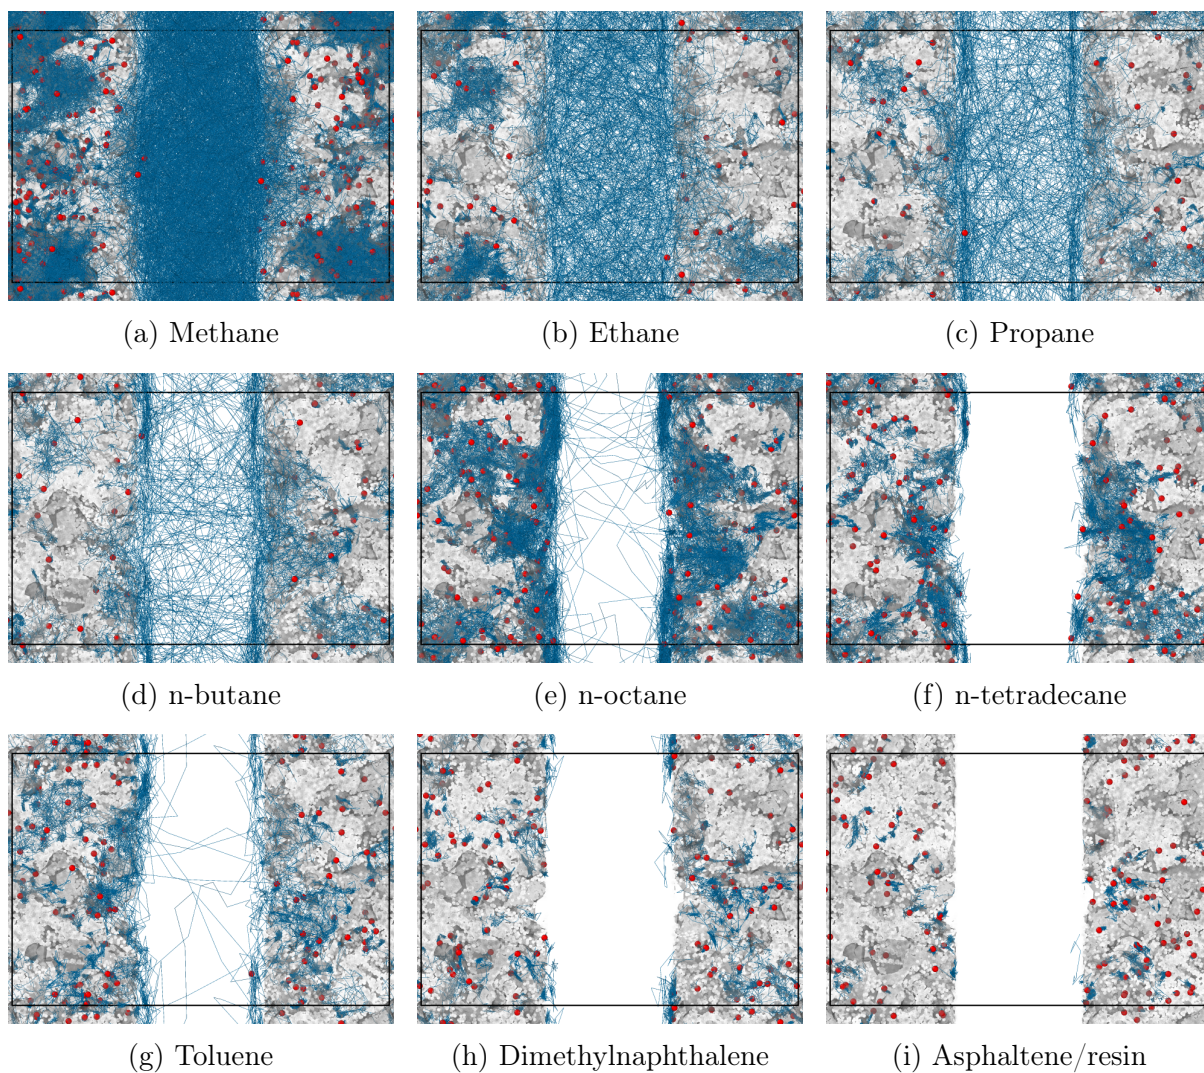 (a) Methane
(b) Ethane
(c) Propane
(d) n-butane
(e) n-octane
(f) n-tetradecane
(g) Toluene
(h) Dimethylnaphthalene
(i) Asphaltene/resin